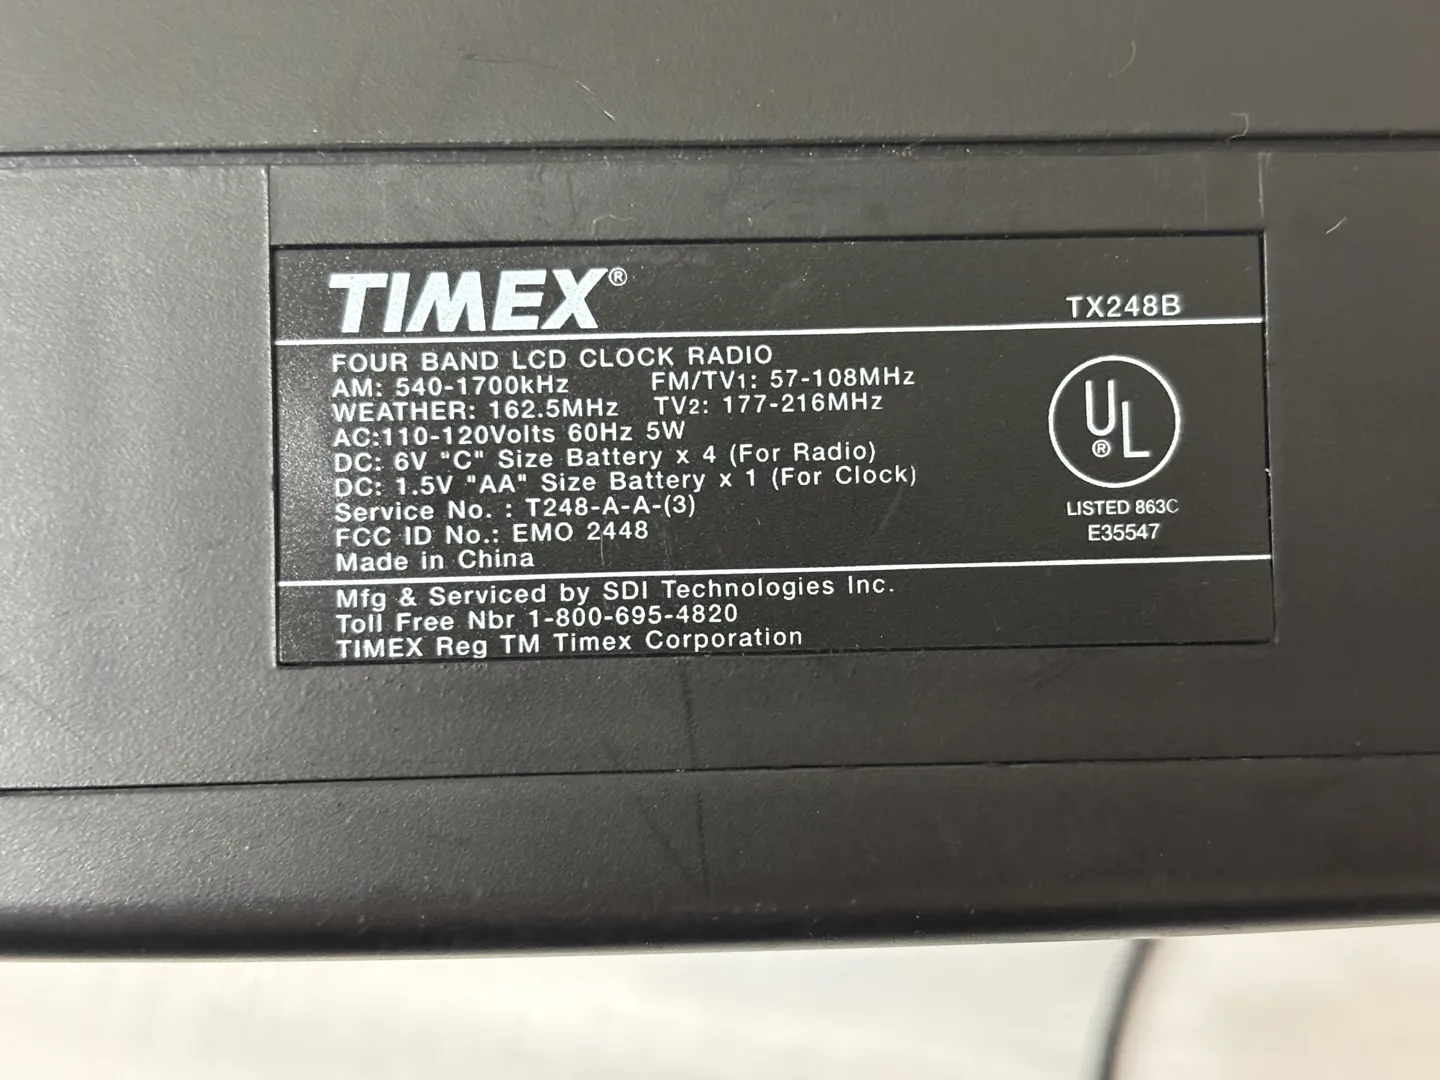 TIMEX®
TX248B
FOUR BAND LCD CLOCK RADIO
AM: 540-1700kHz FM/TV1: 57-108MHz
WEATHER: 162.5MHz TV2: 177-216MHz
AC:110-120Volts 60Hz 5W
DC: 6V "C" Size Battery x 4 (For Radio)
DC: 1.5V "AA" Size Battery x 1 (For Clock)
Service No. : T248-A-A-(3)
FCC ID No.: EMO 2448
Made in China
UL®
LISTED 863C
E35547
Mfg & Serviced by SDI Technologies Inc.
Toll Free Nbr 1-800-695-4820
TIMEX Reg TM Timex Corporation